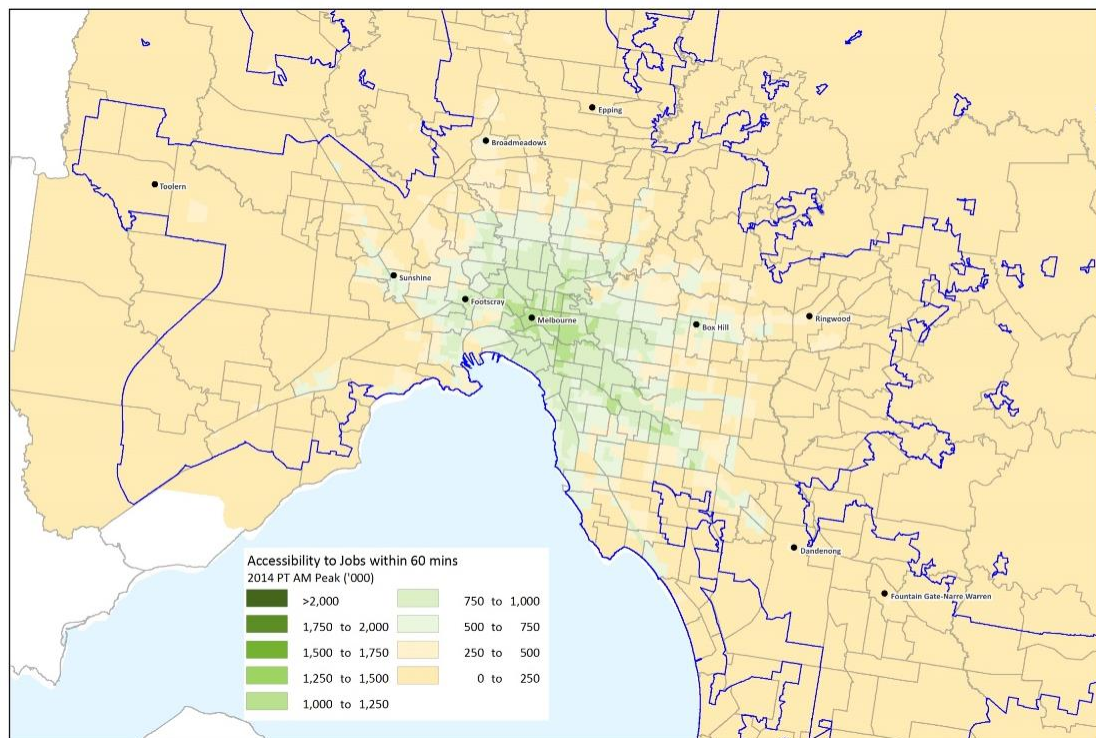 Epping
Broadmeadows
Toolern
Sunshine
Footscray
Melbourne
Box Hill
Ringwood
Dandenong
Fountain Gate-Narre Warren
Accessibility to Jobs within 60 mins
2014 PT AM Peak ('000)
>2,000
1,750 to 2,000
1,500 to 1,750
1,250 to 1,500
1,000 to 1,250
750 to 1,000
500 to 750
250 to 500
0 to 250